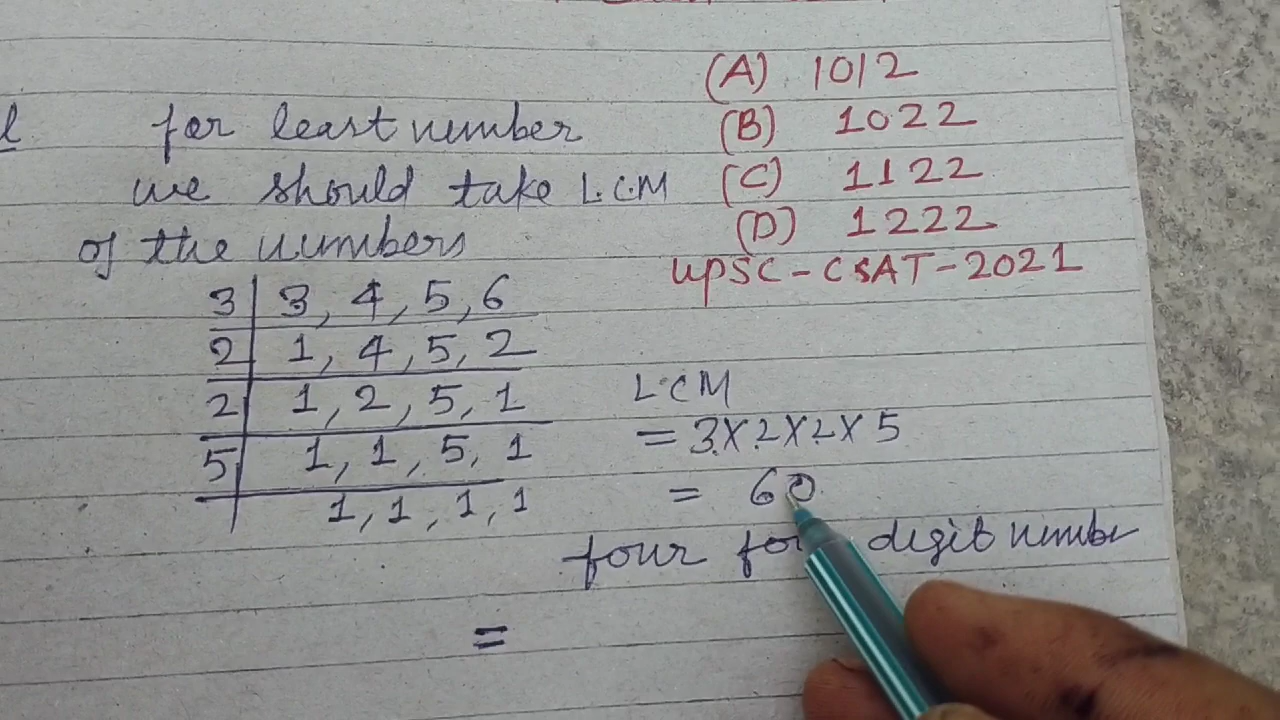 (A) 1012
for least number
(B) 1022
we should take L.C.M
(C) 1122
of the numbers
(D) 1222
UPSC-CSAT-2021
3 | 3, 4, 5, 6
2 | 1, 4, 5, 2
2 | 1, 2, 5, 1
5 | 1, 1, 5, 1
1, 1, 1, 1
L.C.M
= 3×2×2×5
= 60
four digit number
=